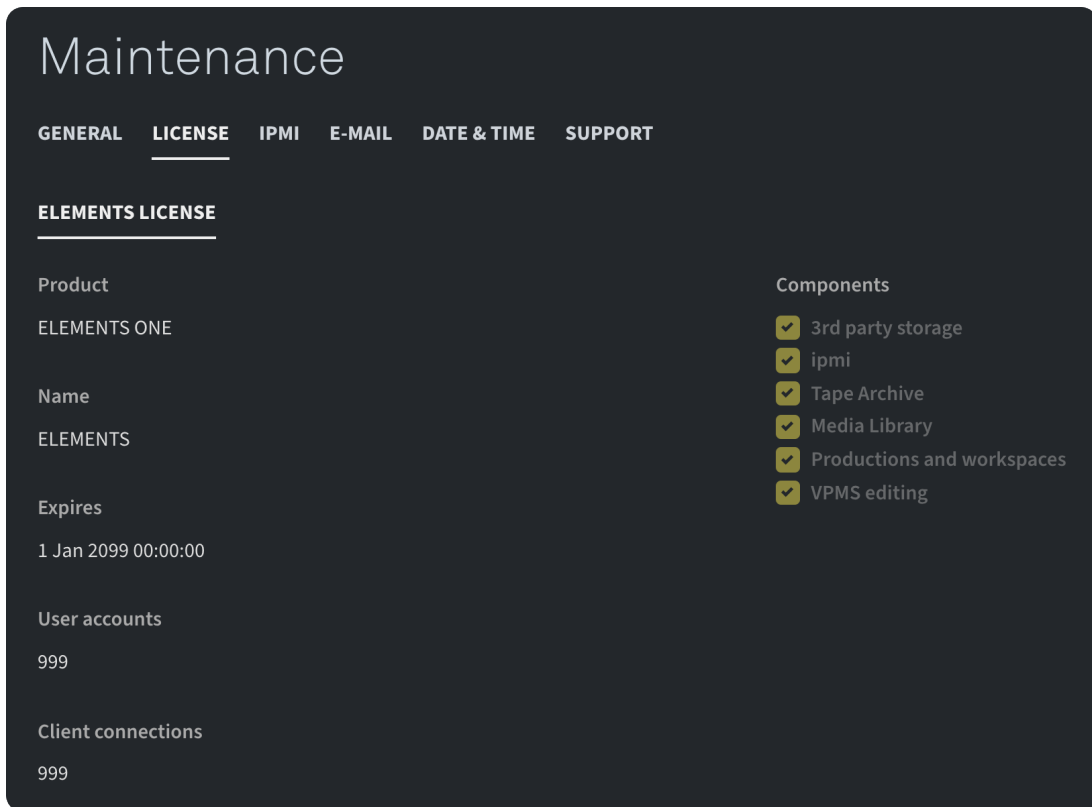 Maintenance
GENERAL LICENSE IPMI E-MAIL DATE & TIME SUPPORT
ELEMENTS LICENSE
Product
ELEMENTS ONE
Name
ELEMENTS
Expires
1 Jan 2099 00:00:00
User accounts
999
Client connections
999
Components
3rd party storage
ipmi
Tape Archive
Media Library
Productions and workspaces
VPMS editing